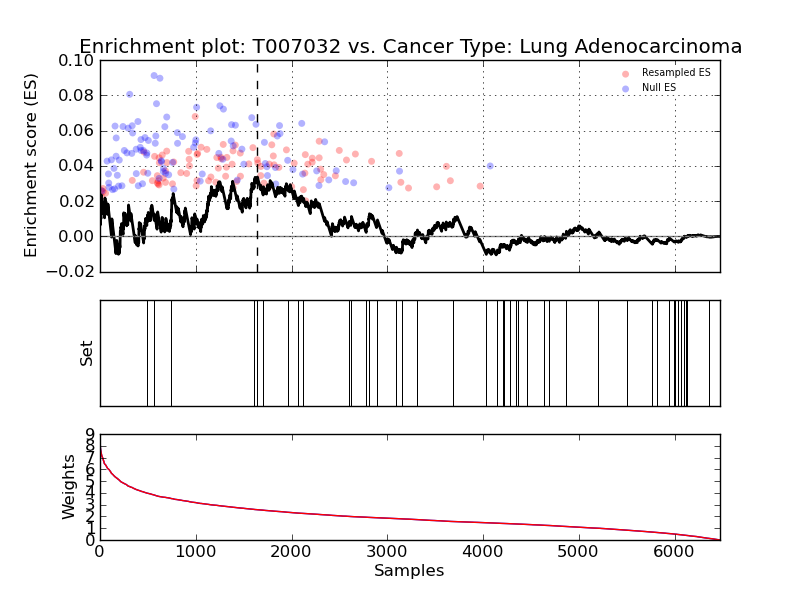 Enrichment plot: T007032 vs. Cancer Type: Lung Adenocarcinoma
0.10
0.08
0.06
0.04
0.02
0.00
−0.02
Enrichment score (ES)
Resampled ES
Null ES
Set
9
8
7
6
5
4
3
2
1
0
Weights
0 1000 2000 3000 4000 5000 6000
Samples